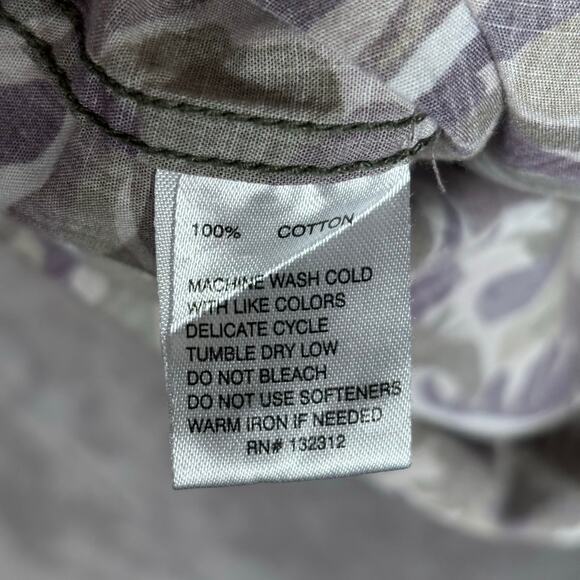 100% COTTON
MACHINE WASH COLD
WITH LIKE COLORS
DELICATE CYCLE
TUMBLE DRY LOW
DO NOT BLEACH
DO NOT USE SOFTENERS
WARM IRON IF NEEDED
RN# 132312